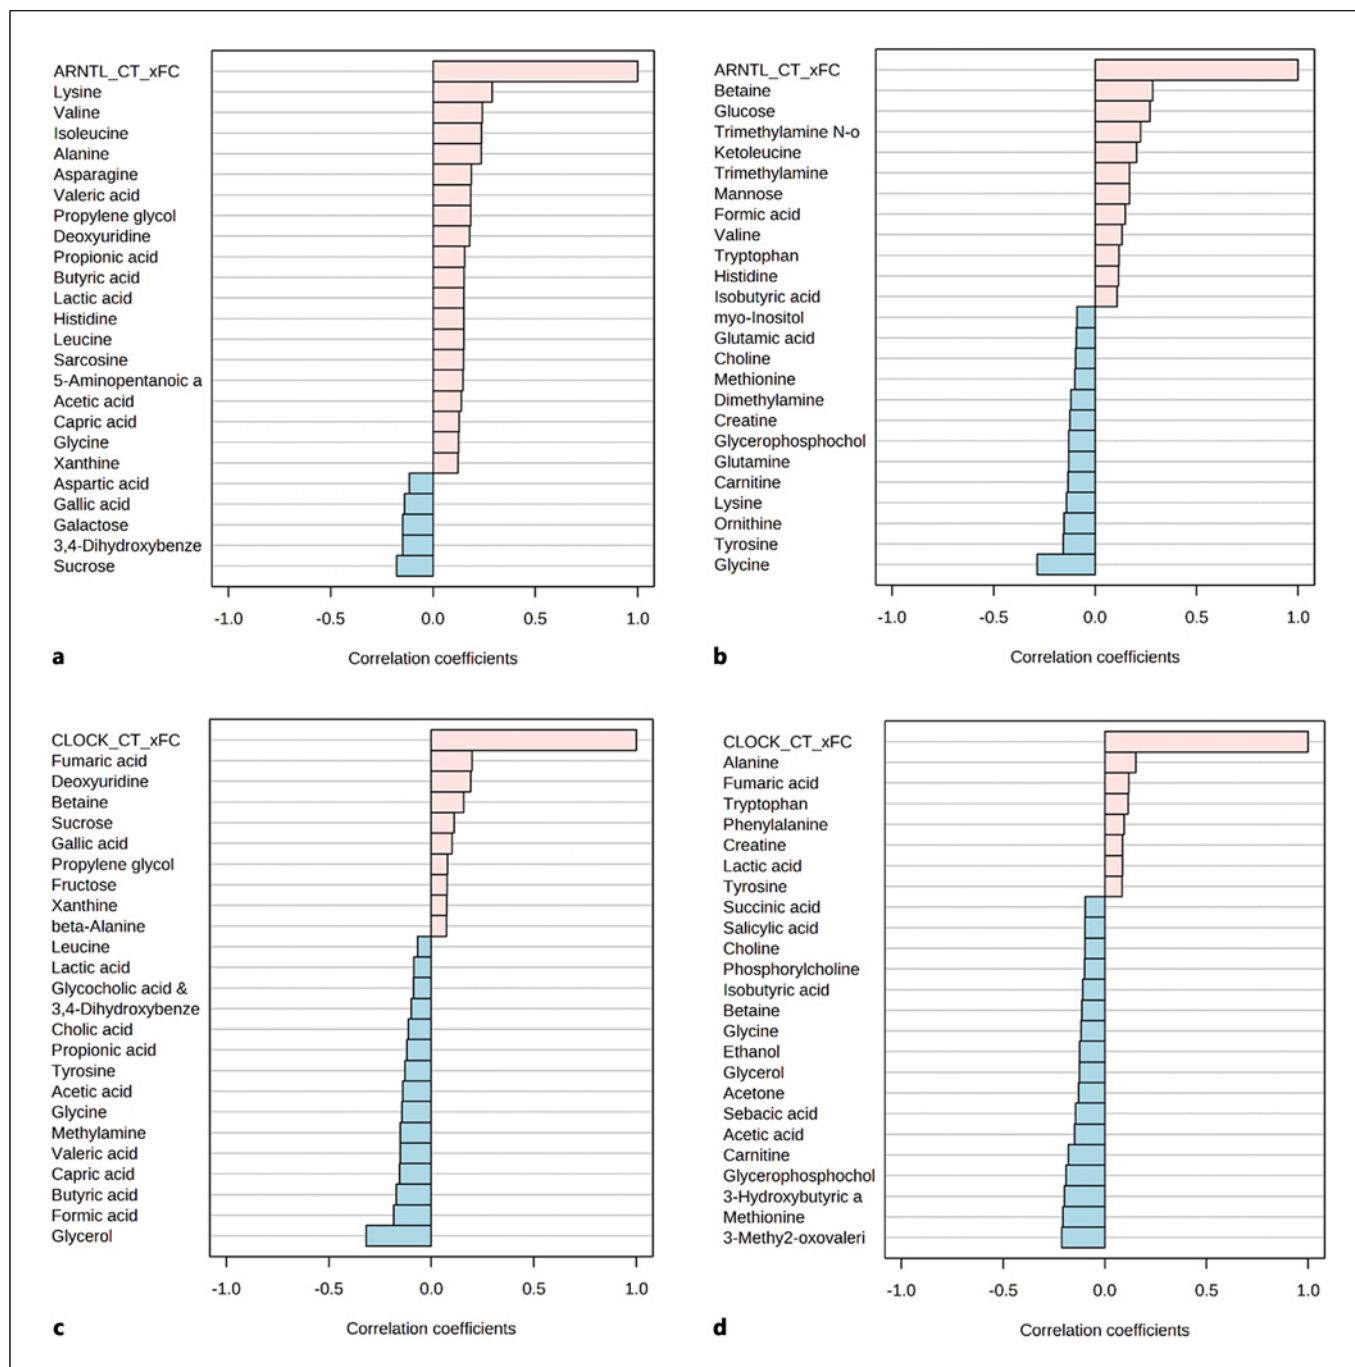 ARNTL_CT_xFC
Lysine
Valine
Isoleucine
Alanine
Asparagine
Valeric acid
Propylene glycol
Deoxyuridine
Propionic acid
Butyric acid
Lactic acid
Histidine
Leucine
Sarcosine
5-Aminopentanoic a
Acetic acid
Capric acid
Glycine
Xanthine
Aspartic acid
Gallic acid
Galactose
3,4-Dihydroxybenze
Sucrose
-1.0 -0.5 0.0 0.5 1.0
a Correlation coefficients
ARNTL_CT_xFC
Betaine
Glucose
Trimethylamine N-o
Ketoleucine
Trimethylamine
Mannose
Formic acid
Valine
Tryptophan
Histidine
Isobutyric acid
myo-Inositol
Glutamic acid
Choline
Methionine
Dimethylamine
Creatine
Glycerophosphochol
Glutamine
Carnitine
Lysine
Ornithine
Tyrosine
Glycine
-1.0 -0.5 0.0 0.5 1.0
b Correlation coefficients
CLOCK_CT_xFC
Fumaric acid
Deoxyuridine
Betaine
Sucrose
Gallic acid
Propylene glycol
Fructose
Xanthine
beta-Alanine
Leucine
Lactic acid
Glycocholic acid &
3,4-Dihydroxybenze
Cholic acid
Propionic acid
Tyrosine
Acetic acid
Glycine
Methylamine
Valeric acid
Capric acid
Butyric acid
Formic acid
Glycerol
-1.0 -0.5 0.0 0.5 1.0
c Correlation coefficients
CLOCK_CT_xFC
Alanine
Fumaric acid
Tryptophan
Phenylalanine
Creatine
Lactic acid
Tyrosine
Succinic acid
Salicylic acid
Choline
Phosphorylcholine
Isobutyric acid
Betaine
Glycine
Ethanol
Glycerol
Acetone
Sebacic acid
Acetic acid
Carnitine
Glycerophosphochol
3-Hydroxybutyric a
Methionine
3-Methy2-oxovaleri
-1.0 -0.5 0.0 0.5 1.0
d Correlation coefficients